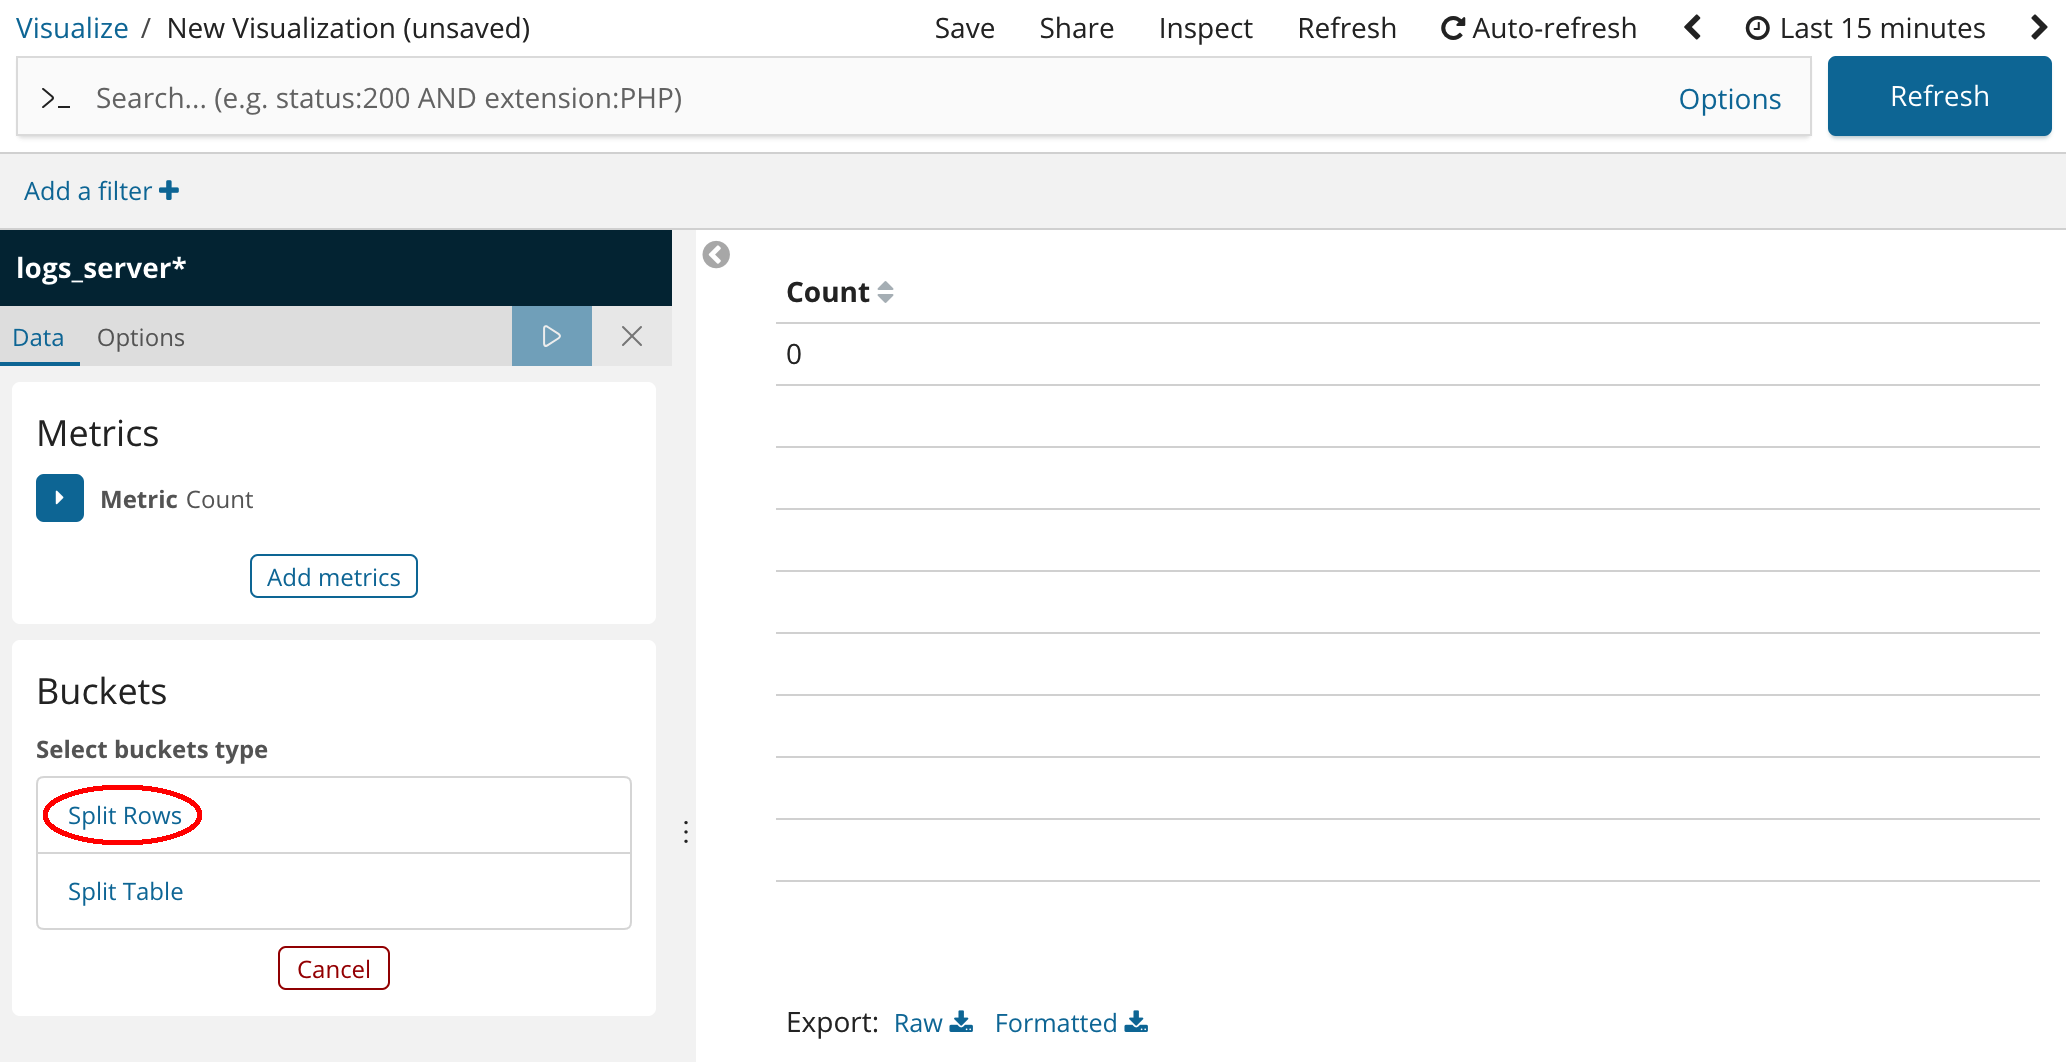 Visualize / New Visualization (unsaved) Save Share Inspect Refresh Auto-refresh Last 15 minutes
>_ Search... (e.g. status:200 AND extension:PHP) Options Refresh
Add a filter +
logs_server*
Data Options
Metrics
Metric Count
Add metrics
Buckets
Select buckets type
Split Rows
Split Table
Cancel
Count
0
Export: Raw Formatted